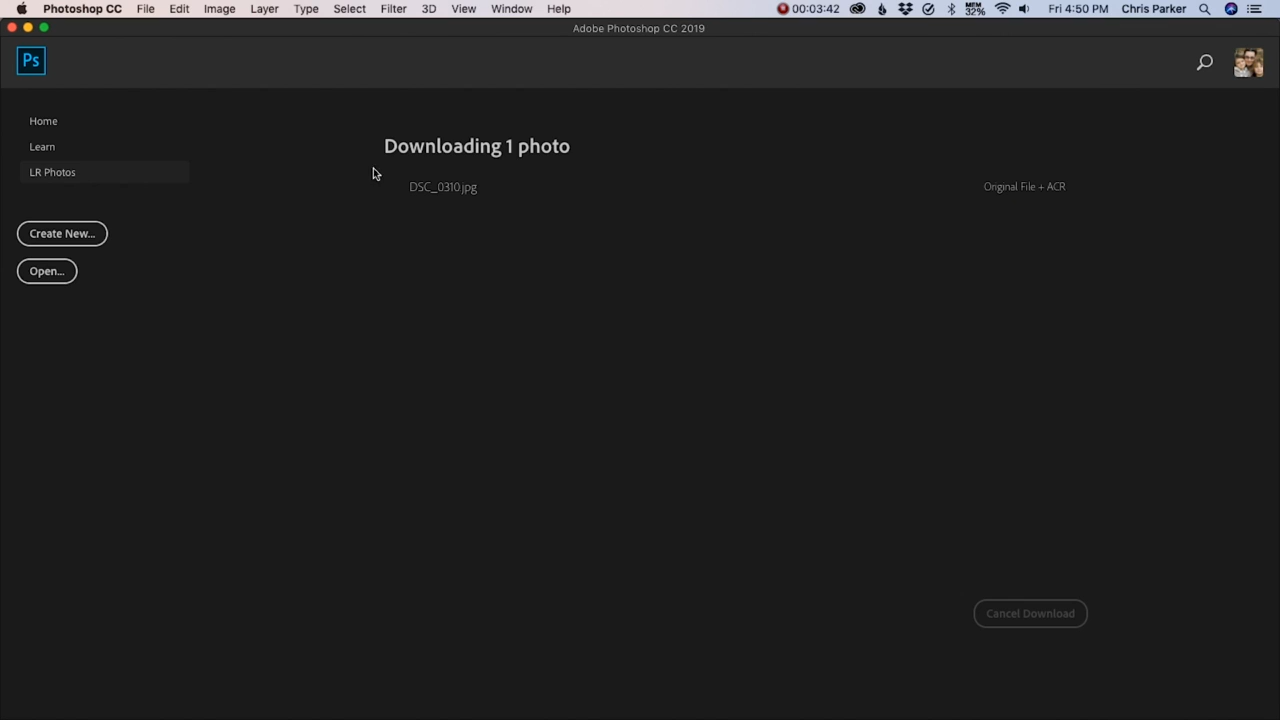 Photoshop CC File Edit Image Layer Type Select Filter 3D View Window Help 00:03:42 MEM 32% Fri 4:50 PM Chris Parker
Adobe Photoshop CC 2019
Ps
Home
Learn
LR Photos
Create New...
Open...
Downloading 1 photo
DSC_0310.jpg Original File + ACR
Cancel Download